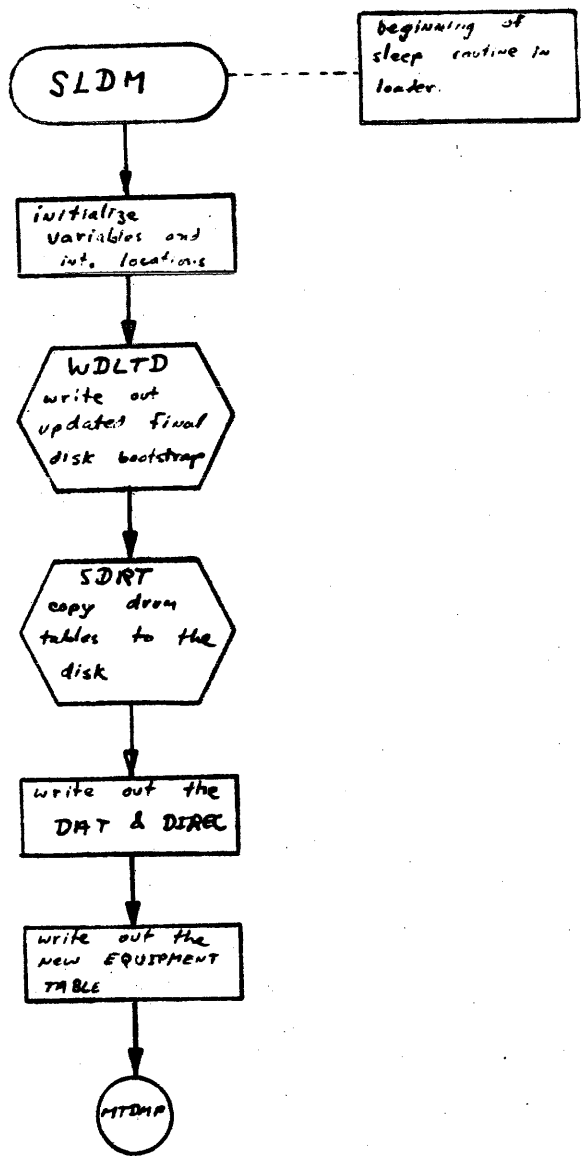 SLDM
beginning of
sleep routine in
loader.
initialize
variables and
int. locations
WDLTD
write out
updated final
disk bootstrap
SDRT
copy drum
tables to the
disk
write out the
DAT & DIREC
write out the
NEW EQUIPMENT
TABLE
MTDMP